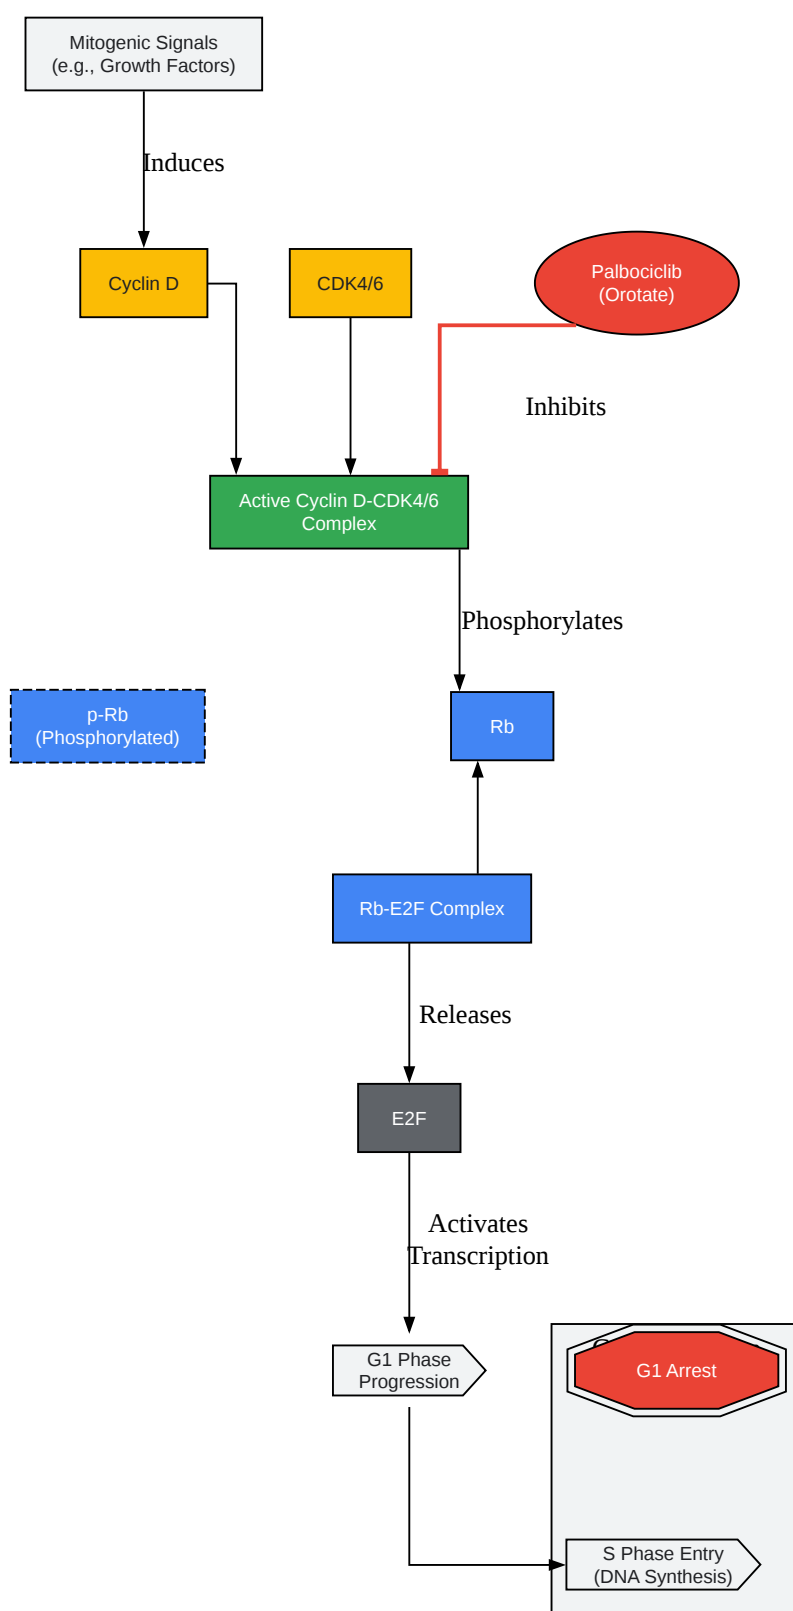 Mitogenic Signals
(e.g., Growth Factors)
Induces
Cyclin D
CDK4/6
Palbociclib
(Orotate)
Inhibits
Active Cyclin D-CDK4/6
Complex
Phosphorylates
p-Rb
(Phosphorylated)
Rb
Rb-E2F Complex
Releases
E2F
Activates
Transcription
G1 Phase
Progression
G1 Arrest
S Phase Entry
(DNA Synthesis)